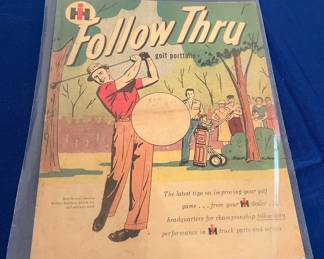 IH
Follow Thru
golf portfolio
The latest tips on improving your golf
game . . . from your IH dealer . . .
headquarters for championship follow-thru
performance in IH truck parts and service